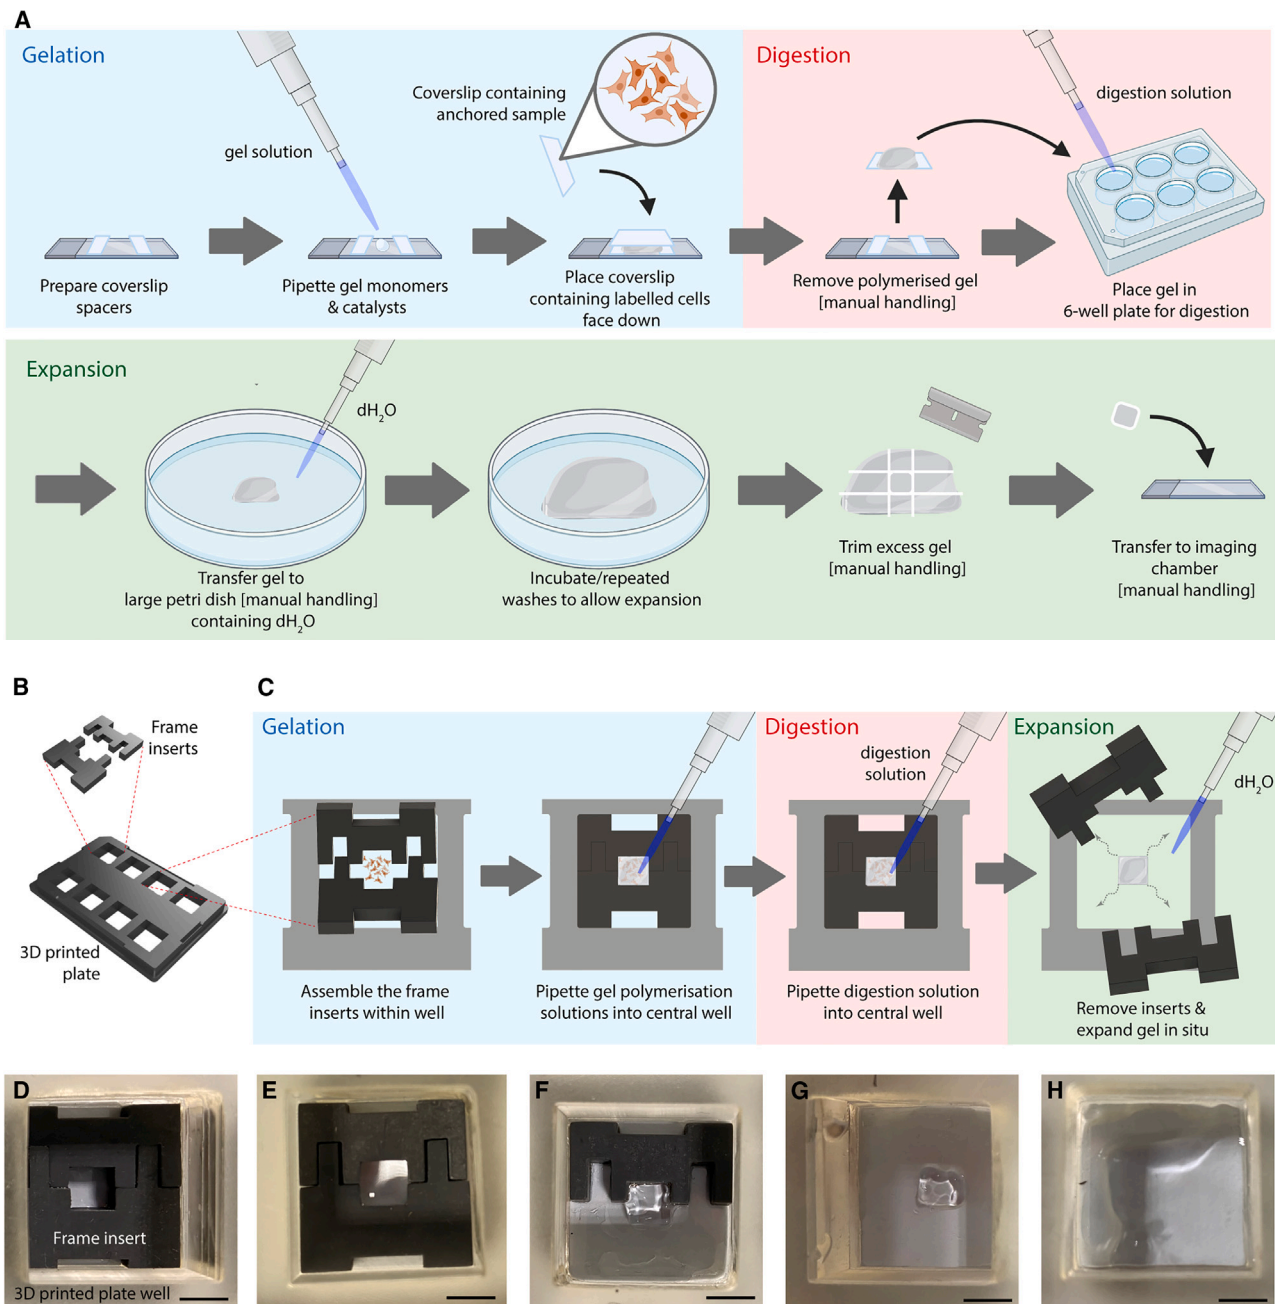 A
Gelation
gel solution
Coverslip containing
anchored sample
Prepare coverslip
spacers
Pipette gel monomers
& catalysts
Place coverslip
containing labelled cells
face down
Digestion
digestion solution
Remove polymerised gel
[manual handling]
Place gel in
6-well plate for digestion
Expansion
dH₂O
Transfer gel to
large petri dish [manual handling]
containing dH₂O
Incubate/repeated
washes to allow expansion
Trim excess gel
[manual handling]
Transfer to imaging
chamber
[manual handling]
B
Frame
inserts
3D printed
plate
C
Gelation
Assemble the frame
inserts within well
Pipette gel polymerisation
solutions into central well
Digestion
digestion
solution
Pipette digestion solution
into central well
Expansion
dH₂O
Remove inserts &
expand gel in situ
D
Frame insert
3D printed plate well
E
F
G
H